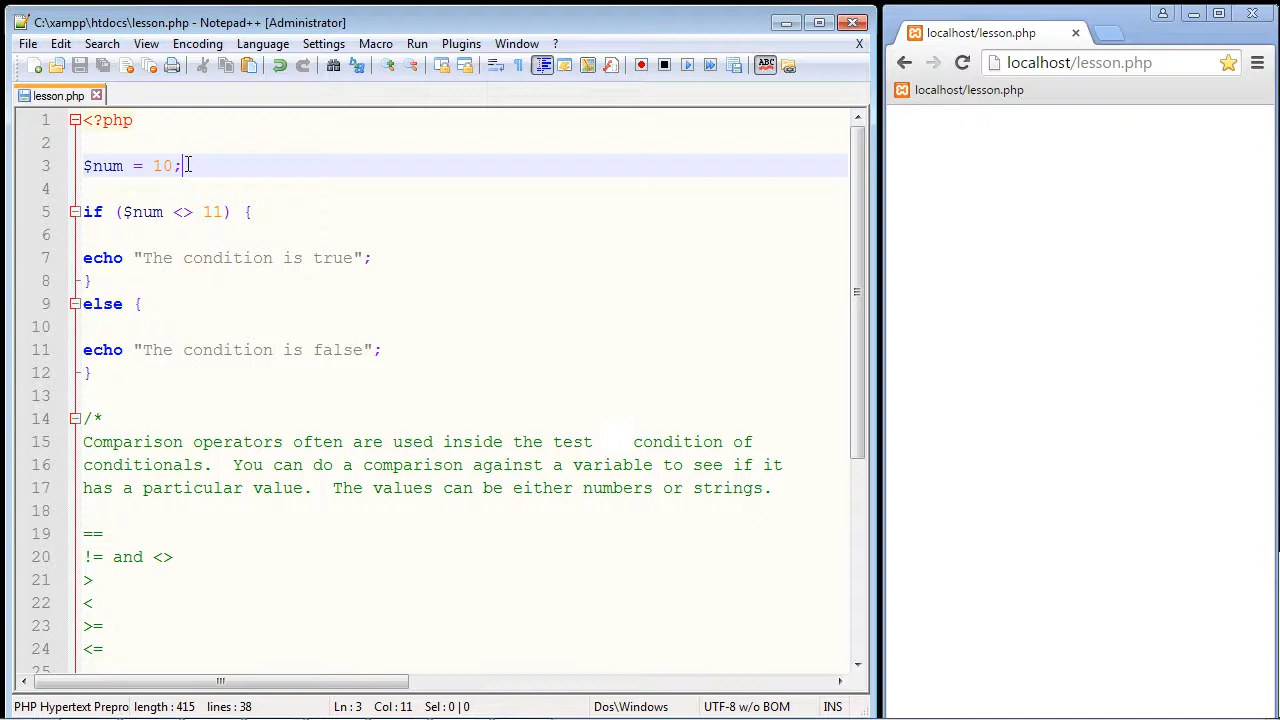 C:\xampp\htdocs\lesson.php - Notepad++ [Administrator]
File Edit Search View Encoding Language Settings Macro Run Plugins Window ? X
lesson.php
1 <?php
2
3 $num = 10;
4
5 if ($num <> 11) {
6
7 echo "The condition is true";
8 }
9 else {
10
11 echo "The condition is false";
12 }
13
14 /*
15 Comparison operators often are used inside the test condition of
16 conditionals. You can do a comparison against a variable to see if it
17 has a particular value. The values can be either numbers or strings.
18
19 ==
20 != and <>
21 >
22 <
23 >=
24 <=
25
PHP Hypertext Prepro length : 415 lines : 38 Ln : 3 Col : 11 Sel : 0 | 0 Dos\Windows UTF-8 w/o BOM INS
localhost/lesson.php
localhost/lesson.php
localhost/lesson.php